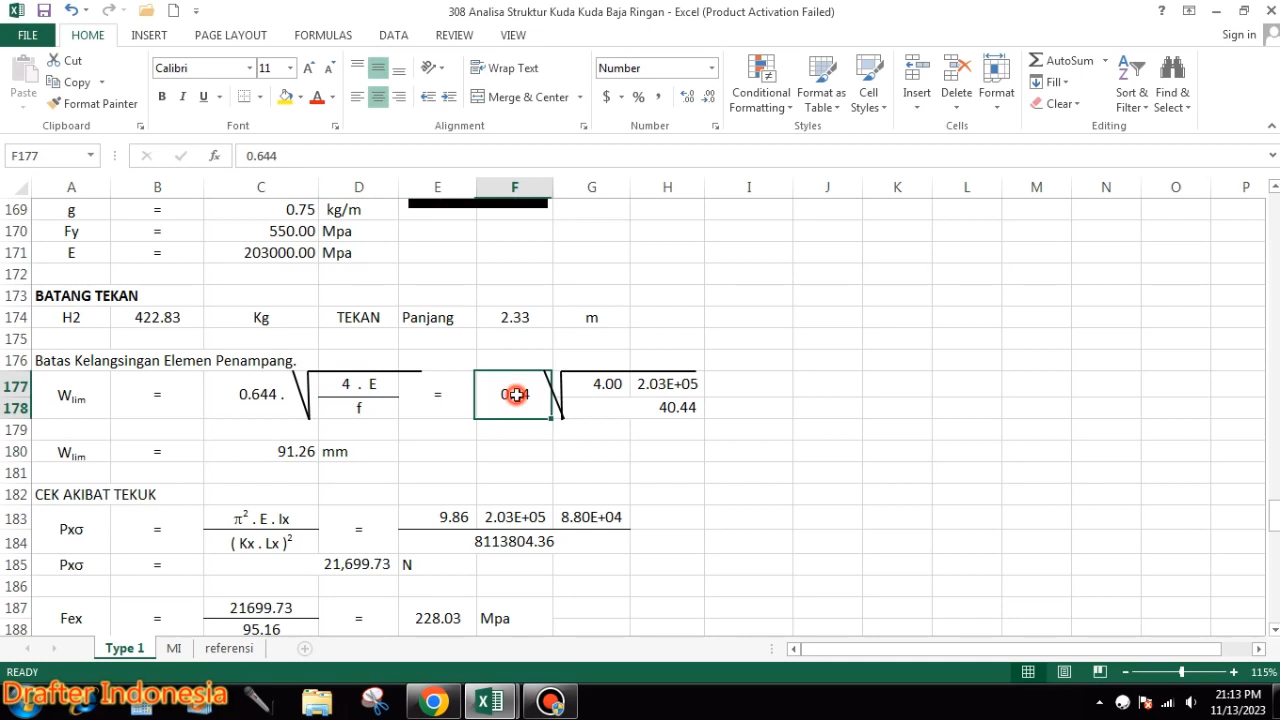 308 Analisa Struktur Kuda Kuda Baja Ringan - Excel (Product Activation Failed)
FILE HOME INSERT PAGE LAYOUT FORMULAS DATA REVIEW VIEW Sign in
Paste Cut Copy Format Painter
Calibri 11 Wrap Text Merge & Center Number
B I U $ % ,
Conditional Formatting Format as Table Cell Styles Insert Delete Format
AutoSum Fill Clear Sort & Filter Find & Select
Clipboard Font Alignment Number Styles Cells Editing
F177 fx 0.644
A B C D E F G H I J K L M N O P
169 g = 0.75 kg/m
170 Fy = 550.00 Mpa
171 E = 203000.00 Mpa
172
173 BATANG TEKAN
174 H2 422.83 Kg TEKAN Panjang 2.33 m
175
176 Batas Kelangsingan Elemen Penampang.
177 Wlim = 0.644 . 4 . E = 4.00 2.03E+05
178 f 40.44
179
180 Wlim = 91.26 mm
181
182 CEK AKIBAT TEKUK
183 Pxσ = π² . E . Ix = 9.86 2.03E+05 8.80E+04
184 ( Kx . Lx )² 8113804.36
185 Pxσ = 21,699.73 N
186
187 Fex = 21699.73 = 228.03 Mpa
188 95.16
Type 1 MI referensi
READY 115%
Drafter Indonesia
21:13 PM
11/13/2023